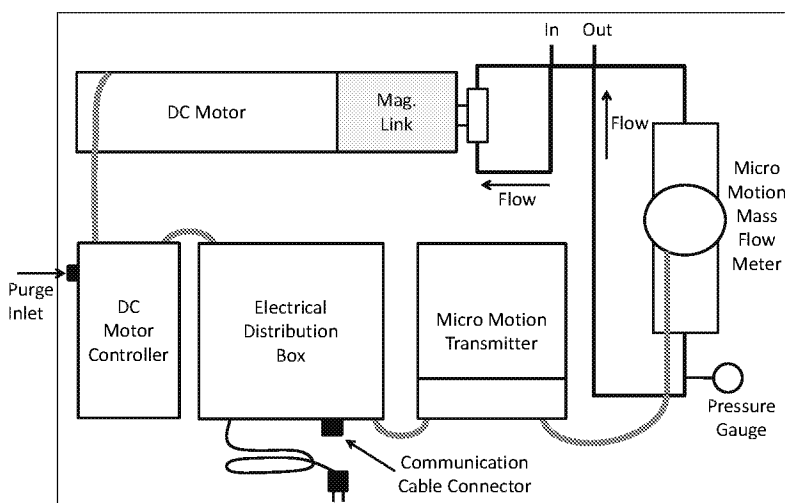 In
Out
DC Motor
Mag.
Link
Flow
Flow
Micro
Motion
Mass
Flow
Meter
Purge
Inlet
DC
Motor
Controller
Electrical
Distribution
Box
Micro Motion
Transmitter
Pressure
Gauge
Communication
Cable Connector